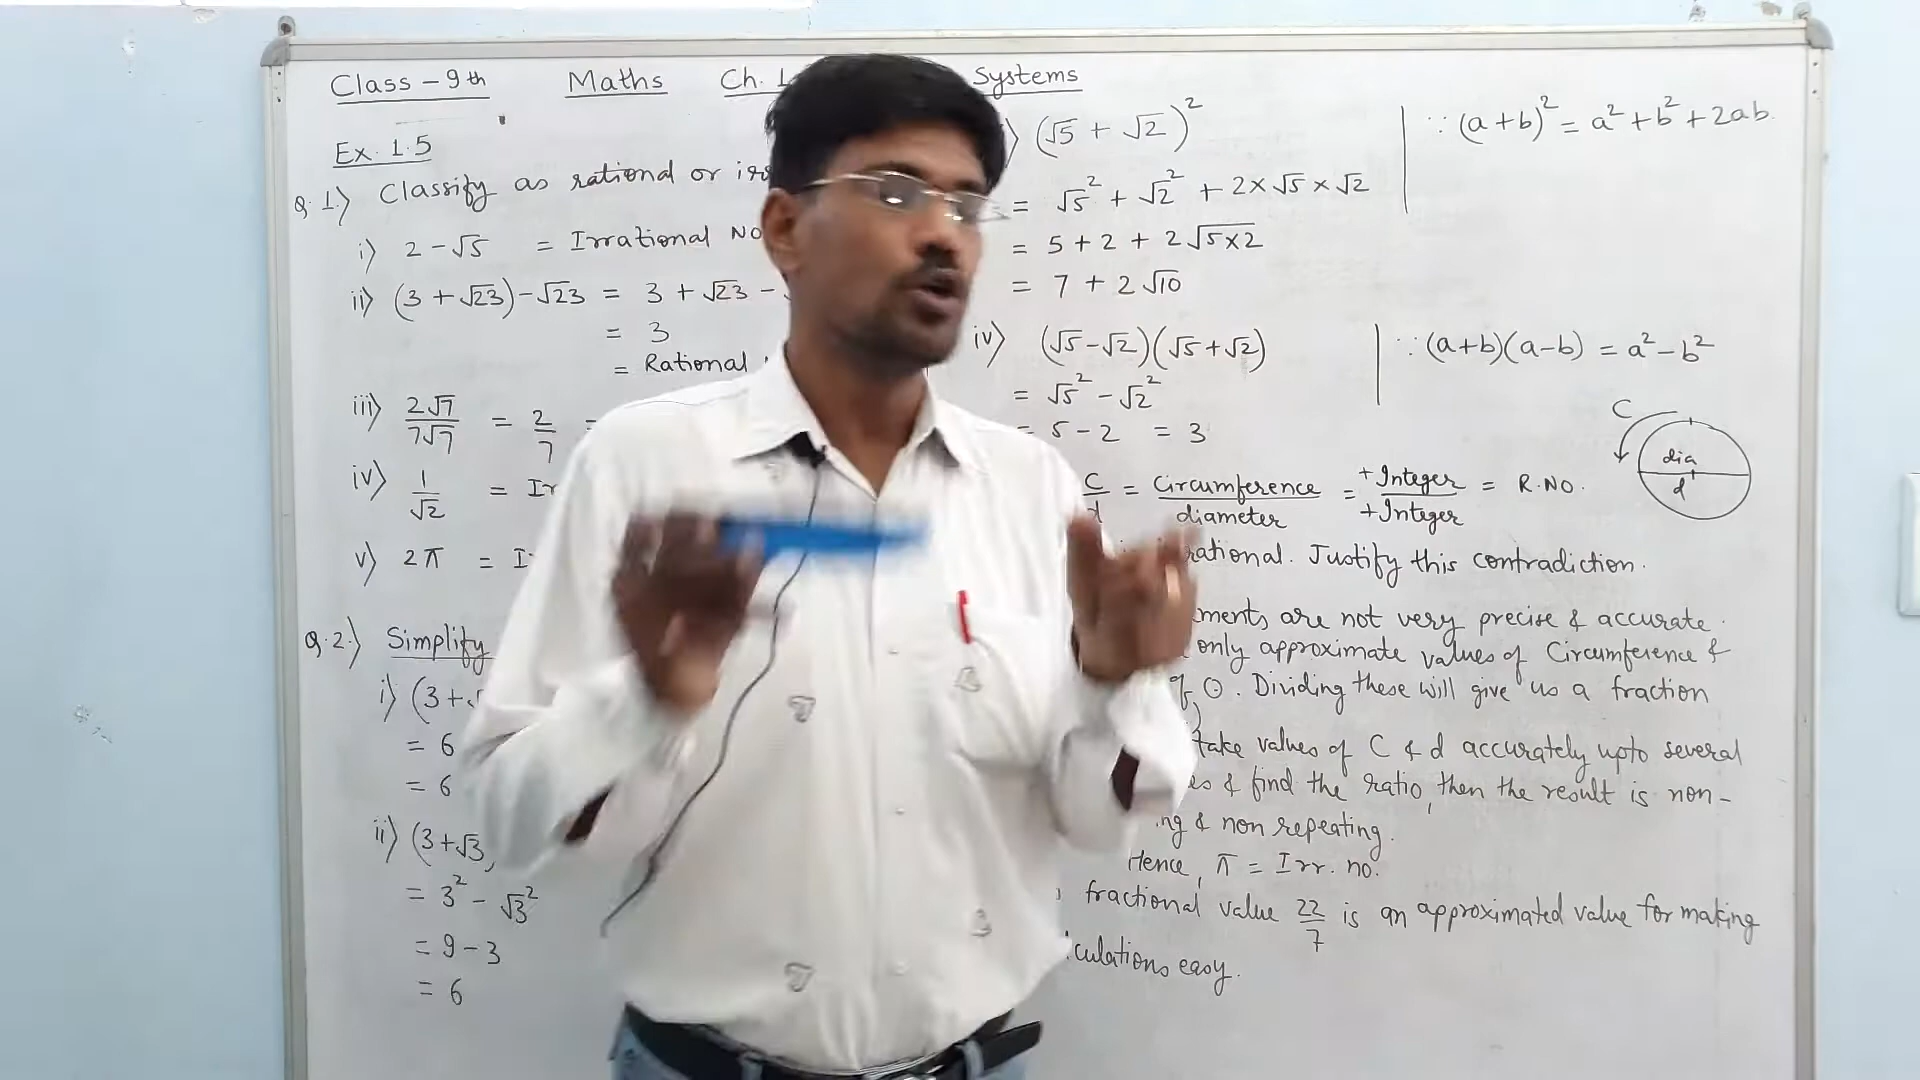 Class - 9th Maths Ch. 1 Systems
Ex. 1.5
Q.1.) Classify as rational or
i) 2 - √5 = Irrational No
ii) (3 + √23) - √23 = 3 + √23 -
= 3
= Rational
iii) 2√7/7√7 = 2/7 =
iv) 1/√2 = Ir
v) 2π = I
Q.2.) Simplify
i) (3+
= 6
= 6
ii) (3+√3
= 3² - √3²
= 9 - 3
= 6
(√5 + √2)² ∵ (a+b)² = a² + b² + 2ab.
= √5² + √2² + 2×√5×√2
= 5 + 2 + 2√5×2
= 7 + 2√10
iv) (√5-√2)(√5+√2) ∵ (a+b)(a-b) = a² - b²
= √5² - √2²
= 5 - 2 = 3
C
dia
d
C/d = Circumference/diameter = +Integer/+Integer = R.NO.
rational. Justify this contradiction.
ments are not very precise & accurate.
only approximate values of Circumference &
of ⊙. Dividing these will give us a fraction
take values of C & d accurately upto several
& find the ratio, then the result is non-
ng & non repeating.
Hence, π = Irr. no.
fractional value 22/7 is an approximated value for making
culations easy.